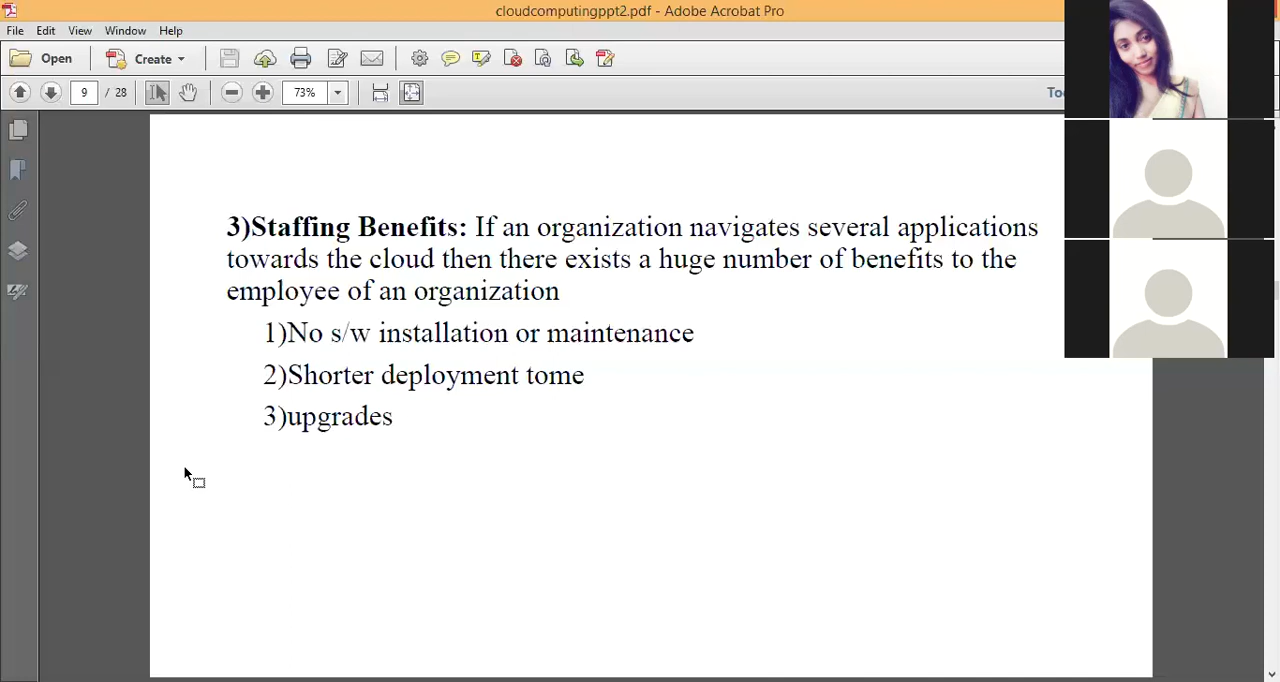 cloudcomputingppt2.pdf - Adobe Acrobat Pro
File Edit View Window Help
Open Create
9 / 28 73%
3)Staffing Benefits: If an organization navigates several applications
towards the cloud then there exists a huge number of benefits to the
employee of an organization
1)No s/w installation or maintenance
2)Shorter deployment tome
3)upgrades